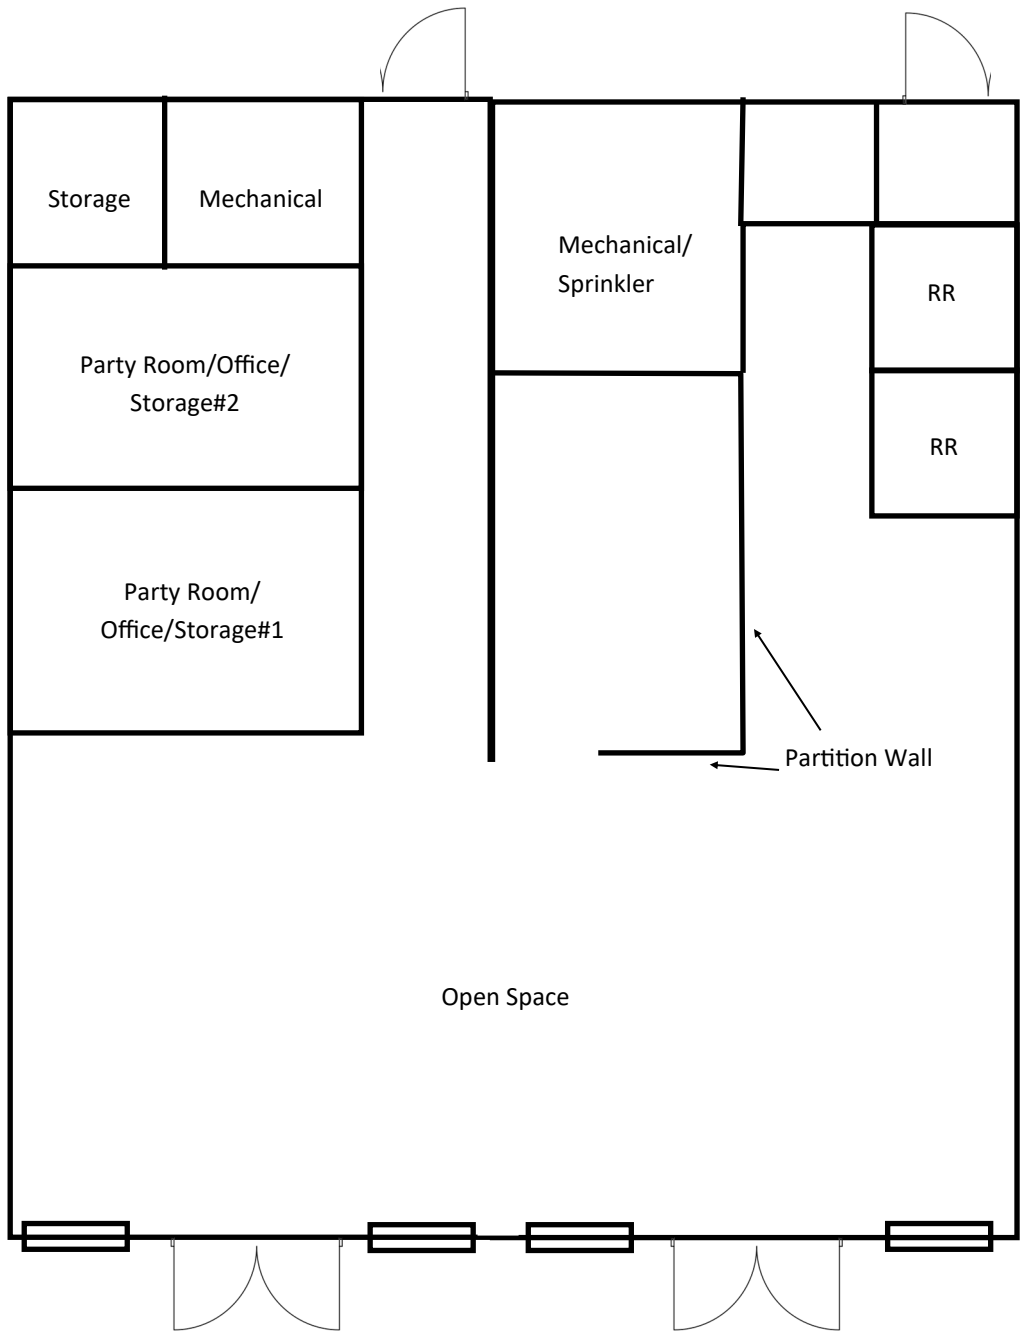 Storage
Mechanical
Mechanical/
Sprinkler
RR
Party Room/Office/
Storage#2
RR
Party Room/
Office/Storage#1
Partition Wall
Open Space